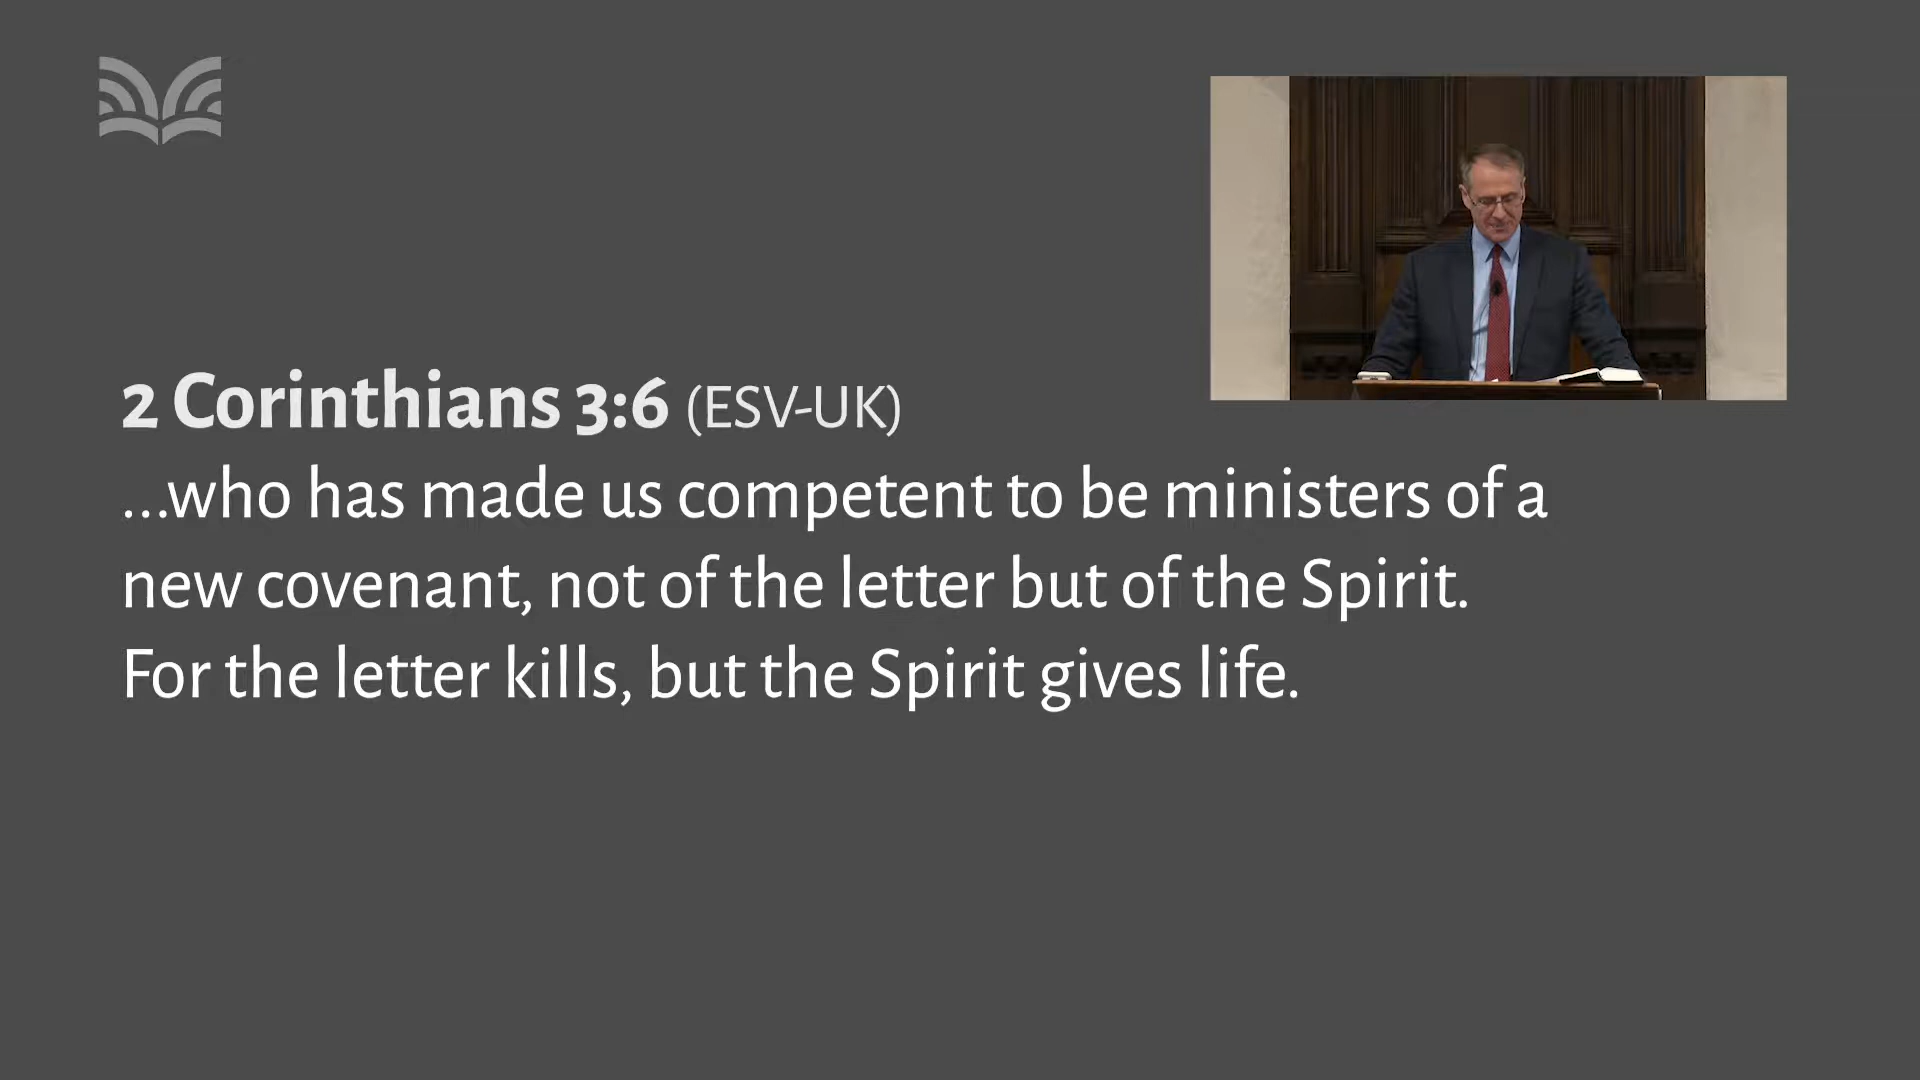 2 Corinthians 3:6 (ESV-UK)
...who has made us competent to be ministers of a
new covenant, not of the letter but of the Spirit.
For the letter kills, but the Spirit gives life.